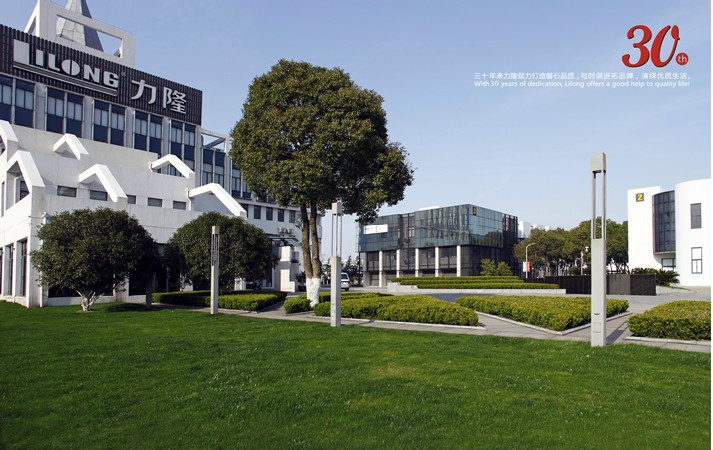 LILONG 力隆
30th
三十年来力隆倾力打造磐石品质，与时俱进拓品牌，演绎优质生活。
With 30 years of dedication, Lilong offers a good help to quality life!
2